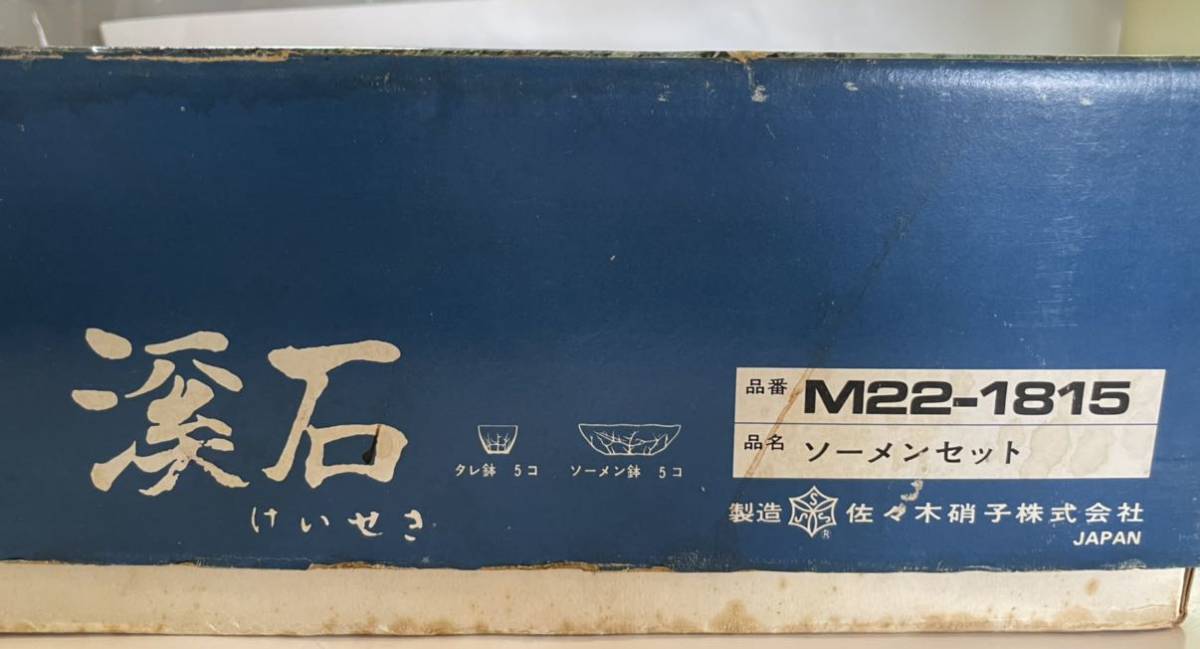 溪石
けいせき
タレ鉢 5コ
ソーメン鉢 5コ
品番 M22-1815
品名 ソーメンセット
製造 SSS® 佐々木硝子株式会社
JAPAN